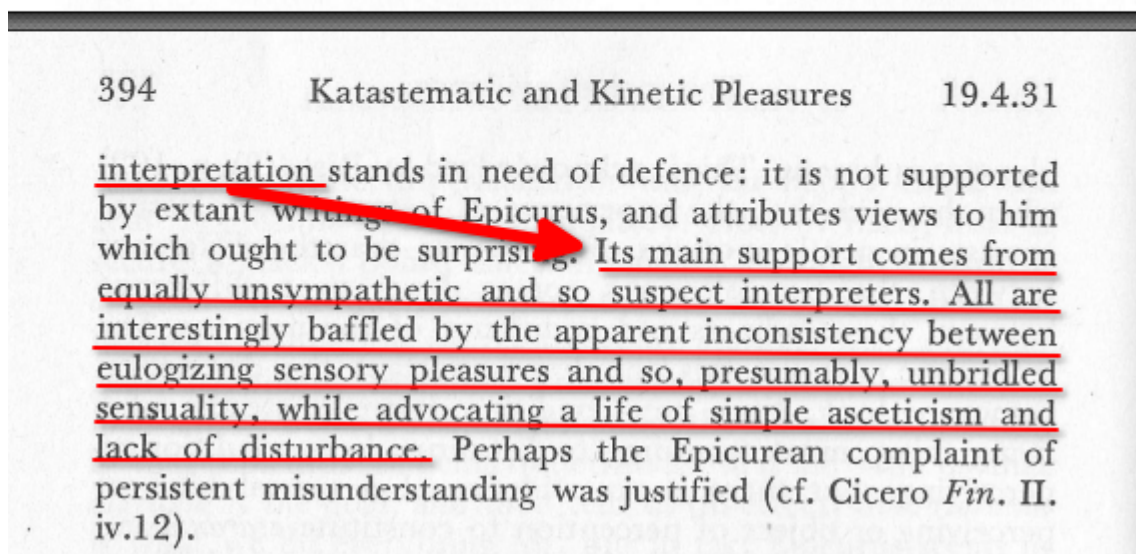 394 Katastematic and Kinetic Pleasures 19.4.31
interpretation stands in need of defence: it is not supported
by extant writings of Epicurus, and attributes views to him
which ought to be surprising. Its main support comes from
equally unsympathetic and so suspect interpreters. All are
interestingly baffled by the apparent inconsistency between
eulogizing sensory pleasures and so, presumably, unbridled
sensuality, while advocating a life of simple asceticism and
lack of disturbance. Perhaps the Epicurean complaint of
persistent misunderstanding was justified (cf. Cicero Fin. II.
iv.12).